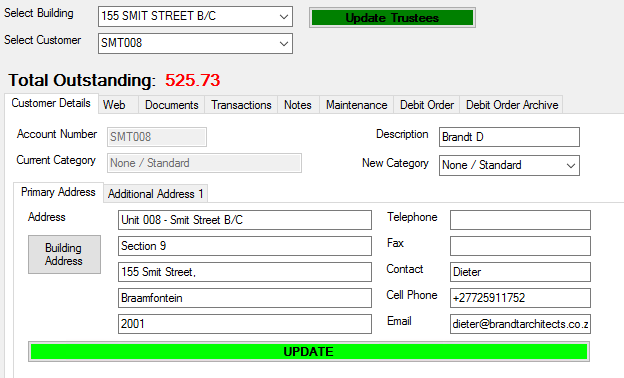 Select Building 155 SMIT STREET B/C Update Trustees
Select Customer SMT008
Total Outstanding: 525.73
Customer Details Web Documents Transactions Notes Maintenance Debit Order Debit Order Archive
Account Number SMT008 Description Brandt D
Current Category None / Standard New Category None / Standard
Primary Address Additional Address 1
Address Unit 008 - Smit Street B/C Telephone
Building Address Section 9 Fax
155 Smit Street, Contact Dieter
Braamfontein Cell Phone +27725911752
2001 Email dieter@brandtarchitects.co.z
UPDATE